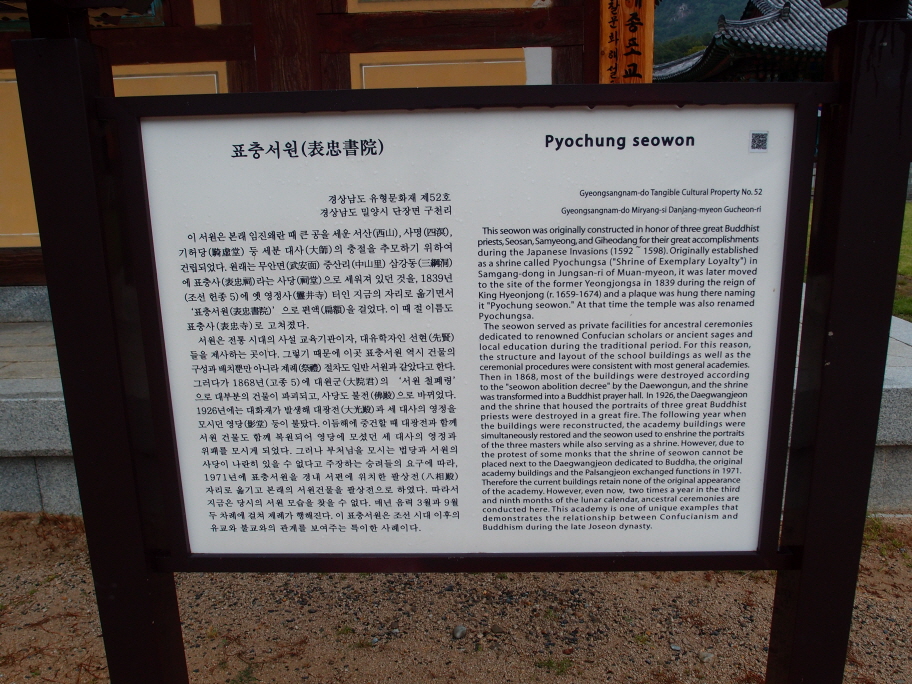 표충서원(表忠書院)
경상남도 유형문화재 제52호
경상남도 밀양시 단장면 구천리
이 서원은 본래 임진왜란 때 큰 공을 세운 서산(西山), 사명(四溟),
기허당(騎虛堂) 등 세분 대사(大師)의 충절을 추모하기 위하여
건립되었다. 원래는 무안면(武安面) 중산리(中山里) 삼강동(三綱洞)
에 표충사(表忠祠)라는 사당(祠堂)으로 세워져 있던 것을, 1839년
(조선 헌종 5)에 옛 영정사(靈井寺) 터인 지금의 자리로 옮기면서
‘표충서원(表忠書院)’ 으로 편액(扁額)을 걸었다. 이 때 절 이름도
표충사(表忠寺)로 고쳐졌다.
서원은 전통 시대의 사설 교육기관이자, 대유학자인 선현(先賢)
들을 제사하는 곳이다. 그렇기 때문에 이곳 표충서원 역시 건물의
구성과 배치뿐만 아니라 제례(祭禮) 절차도 일반 서원과 같았다고 한다.
그러다가 1868년(고종 5)에 대원군(大院君)의 ‘서원 철폐령’
으로 대부분의 건물이 파괴되고, 사당도 불전(佛殿)으로 바뀌었다.
1926년에는 대화재가 발생해 대광전(大光殿)과 세 대사의 영정을
모시던 영당(影堂) 등이 불탔다. 이듬해에 중건할 때 대광전과 함께
서원 건물도 함께 복원되어 영당에 모셨던 세 대사의 영정과
위패를 모시게 되었다. 그러나 부처님을 모시는 법당과 서원의
사당이 나란히 있을 수 없다고 주장하는 승려들의 요구에 따라,
1971년에 표충서원을 경내 서편에 위치한 팔상전(八相殿)
자리로 옮기고 본래의 서원건물을 팔상전으로 하였다. 따라서
지금은 당시의 서원 모습을 찾을 수 없다. 매년 음력 3월과 9월
두 차례에 걸쳐 제례가 행해진다. 이 표충서원은 조선 시대 이후의
유교와 불교와의 관계를 보여주는 특이한 사례이다.
Pyochung seowon
Gyeongsangnam-do Tangible Cultural Property No. 52
Gyeongsangnam-do Miryang-si Danjang-myeon Gucheon-ri
This seowon was originally constructed in honor of three great Buddhist
priests, Seosan, Samyeong, and Giheodang for their great accomplishments
during the Japanese Invasions (1592 ~ 1598). Originally established
as a shrine called Pyochungsa ("Shrine of Exemplary Loyalty") in
Samgang-dong in Jungsan-ri of Muan-myeon, it was later moved
to the site of the former Yeongjongsa in 1839 during the reign of
King Hyeonjong (r. 1659-1674) and a plaque was hung there naming
it "Pyochung seowon." At that time the temple was also renamed
Pyochungsa.
The seowon served as private facilities for ancestral ceremonies
dedicated to renowned Confucian scholars or ancient sages and
local education during the traditional period. For this reason,
the structure and layout of the school buildings as well as the
ceremonial procedures were consistent with most general academies.
Then in 1868, most of the buildings were destroyed according
to the "seowon abolition decree" by the Daewongun, and the shrine
was transformed into a Buddhist prayer hall. In 1926, the Daegwangjeon
and the shrine that housed the portraits of three great Buddhist
priests were destroyed in a great fire. The following year when
the buildings were reconstructed, the academy buildings were
simultaneously restored and the seowon used to enshrine the portraits
of the three masters while also serving as a shrine. However, due to
the protest of some monks that the shrine of seowon cannot be
placed next to the Daegwangjeon dedicated to Buddha, the original
academy buildings and the Palsangjeon exchanged functions in 1971.
Therefore the current buildings retain none of the original appearance
of the academy. However, even now, two times a year in the third
and ninth months of the lunar calendar, ancestral ceremonies are
conducted here. This academy is one of unique examples that
demonstrates the relationship between Confucianism and
Buddhism during the late Joseon dynasty.